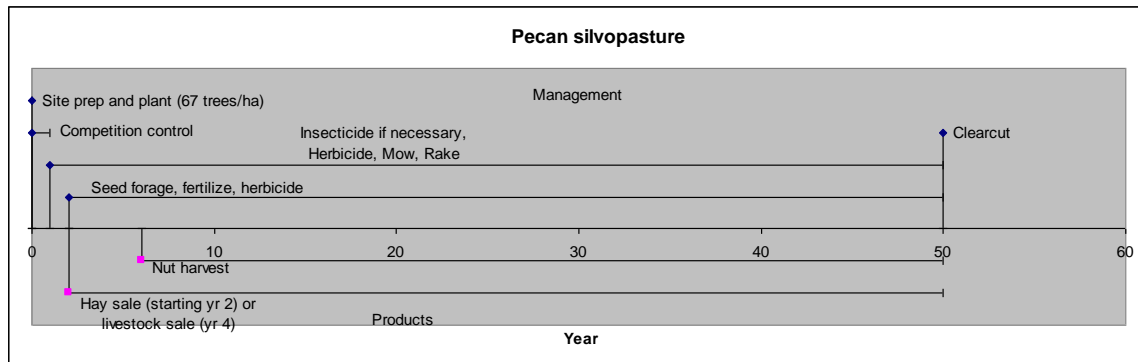 Pecan silvopasture
Management
Site prep and plant (67 trees/ha)
Competition control
Insecticide if necessary,
Herbicide, Mow, Rake
Clearcut
Seed forage, fertilize, herbicide
0 10 20 30 40 50 60
Nut harvest
Hay sale (starting yr 2) or
livestock sale (yr 4)
Products
Year